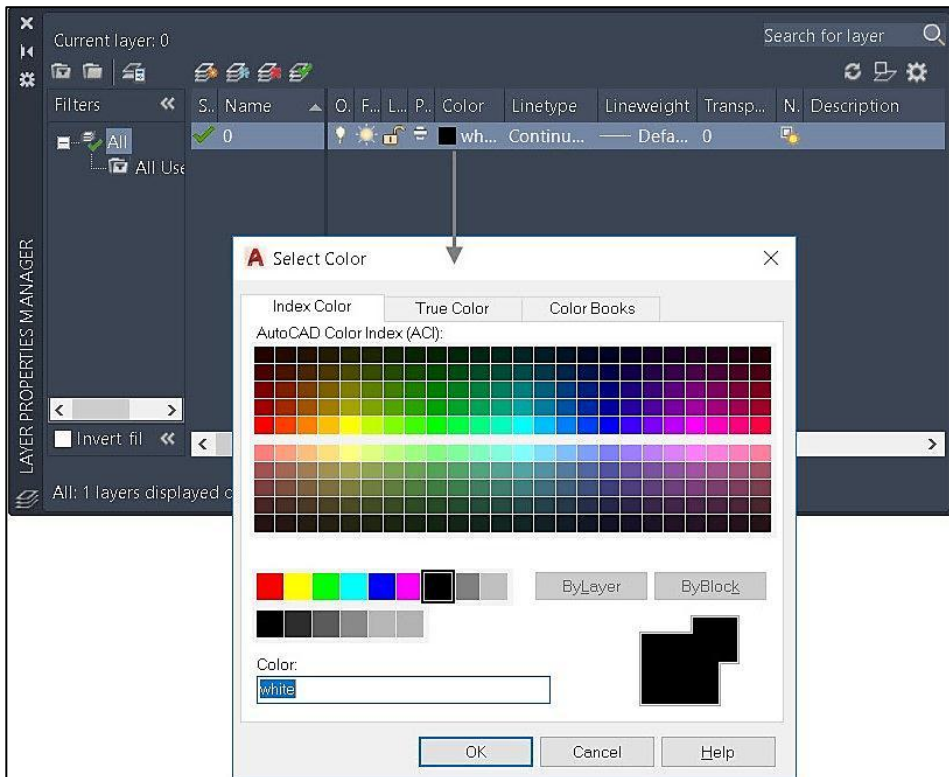 Current layer: 0
Search for layer
Filters
S.. Name O. F... L... P.. Color Linetype Lineweight Transp... N. Description
All
0 wh... Continu... Defa... 0
All Use
LAYER PROPERTIES MANAGER
Invert fil
All: 1 layers displayed o
A Select Color
Index Color True Color Color Books
AutoCAD Color Index (ACI):
ByLayer ByBlock
Color:
white
OK Cancel Help